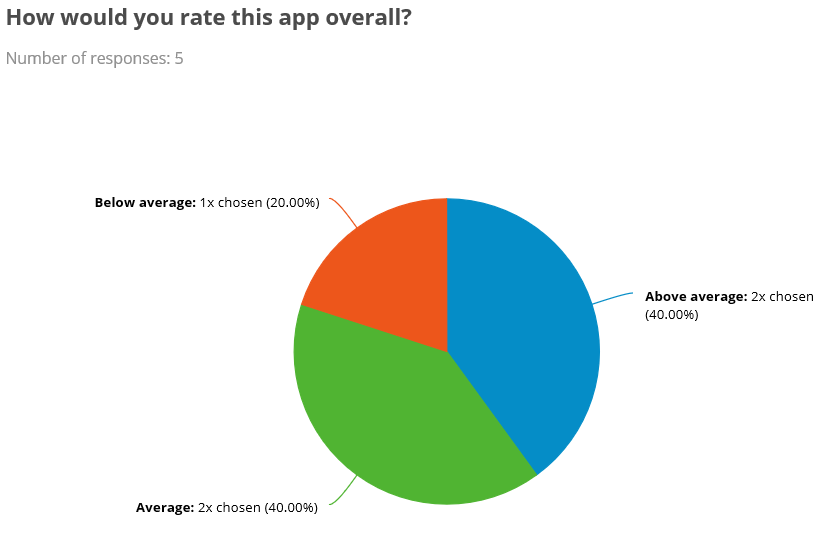 How would you rate this app overall?
Number of responses: 5
Below average: 1x chosen (20.00%)
Above average: 2x chosen
(40.00%)
Average: 2x chosen (40.00%)